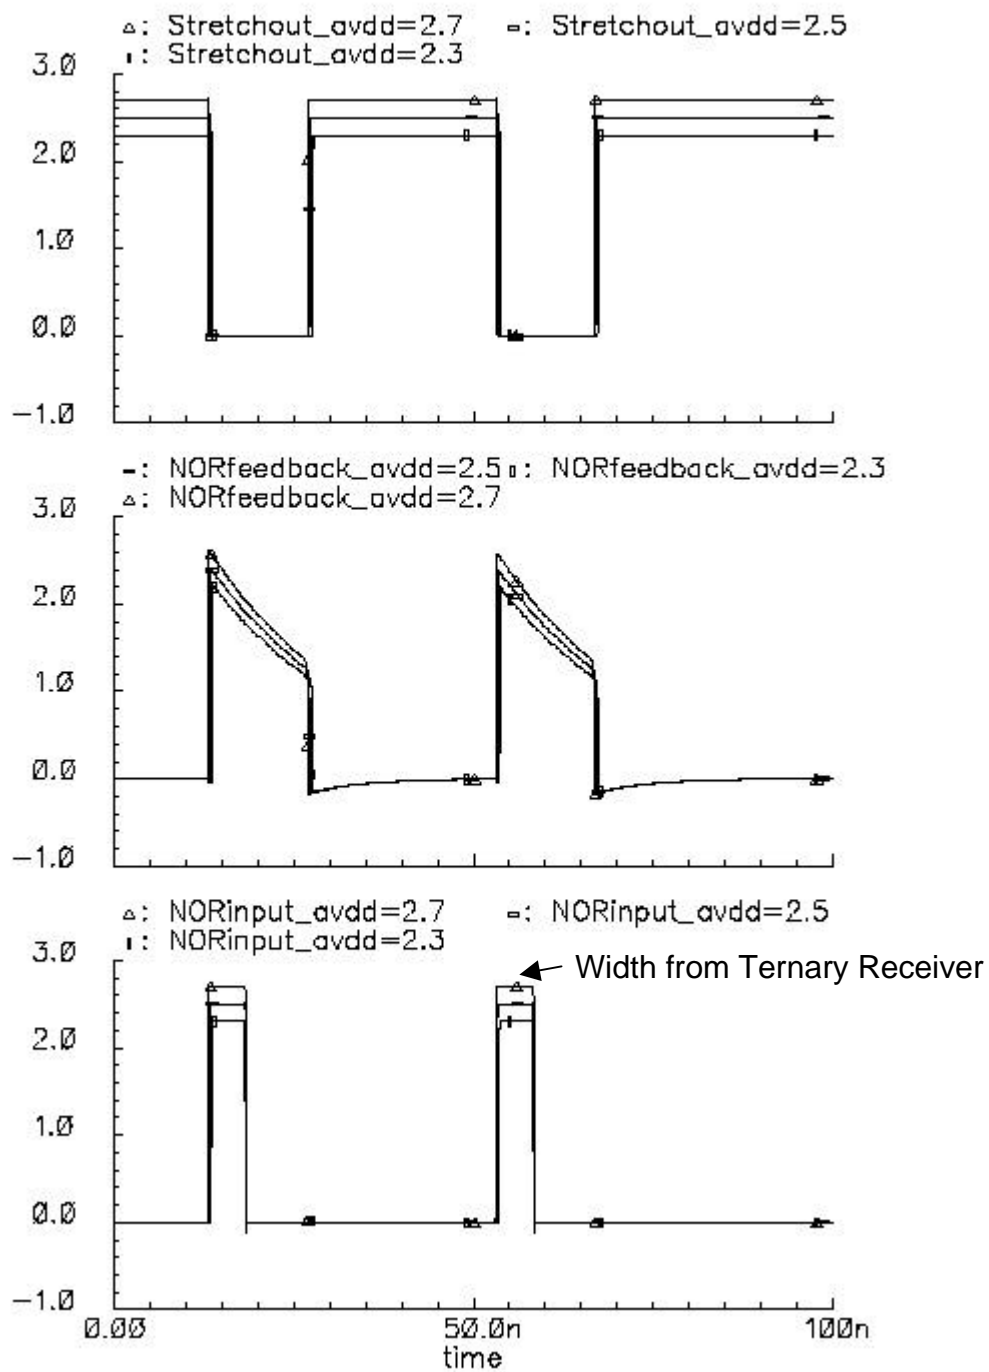 ▵: Stretchout_avdd=2.7 ▫: Stretchout_avdd=2.5
ı: Stretchout_avdd=2.3
3.0
2.0
1.0
0.0
-1.0
-: NORfeedback_avdd=2.5 ▯: NORfeedback_avdd=2.3
▵: NORfeedback_avdd=2.7
3.0
2.0
1.0
0.0
-1.0
▵: NORinput_avdd=2.7 ▫: NORinput_avdd=2.5
ı: NORinput_avdd=2.3
3.0
Width from Ternary Receiver
2.0
1.0
0.0
-1.0
0.00 50.0n 100n
time